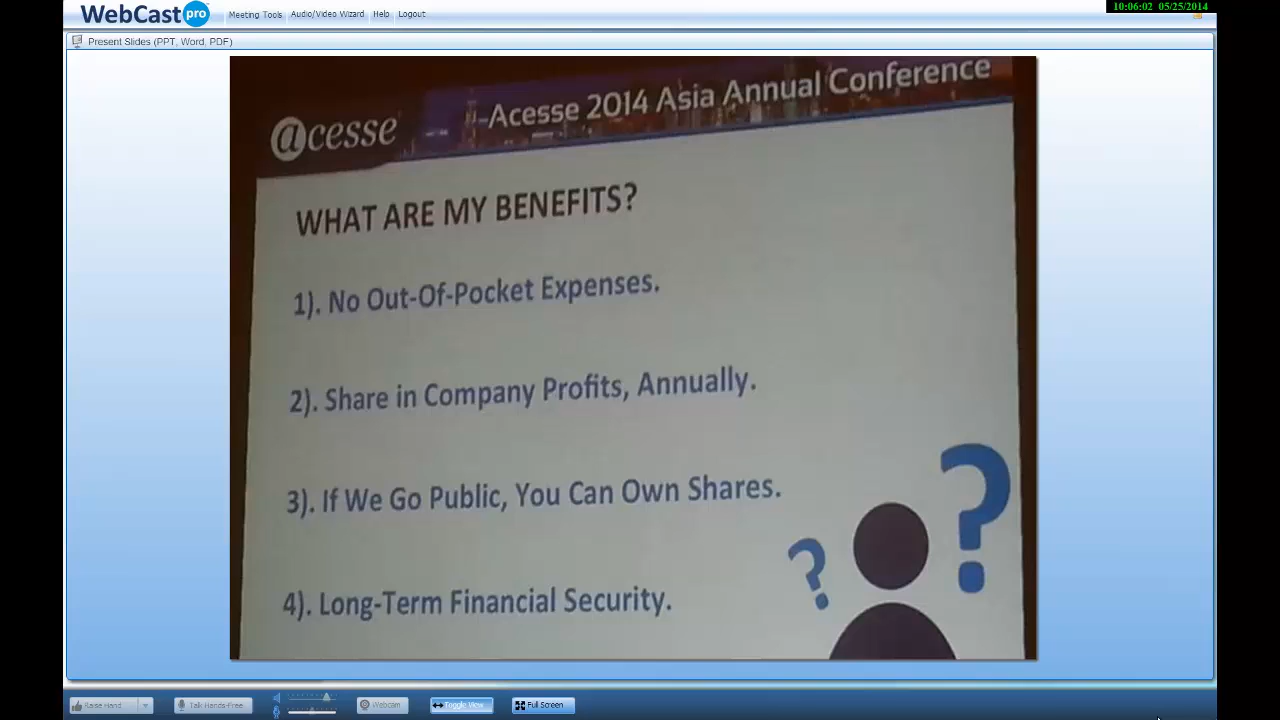 10:06:02 05/25/2014
WebCast pro
Meeting Tools Audio/Video Wizard Help Logout
Present Slides (PPT, Word, PDF)
@cesse
-Acesse 2014 Asia Annual Conference
WHAT ARE MY BENEFITS?
1). No Out-Of-Pocket Expenses.
2). Share in Company Profits, Annually.
3). If We Go Public, You Can Own Shares.
?
?
4). Long-Term Financial Security.
Raise Hand Talk Hands-Free Webcam Toggle View Full Screen